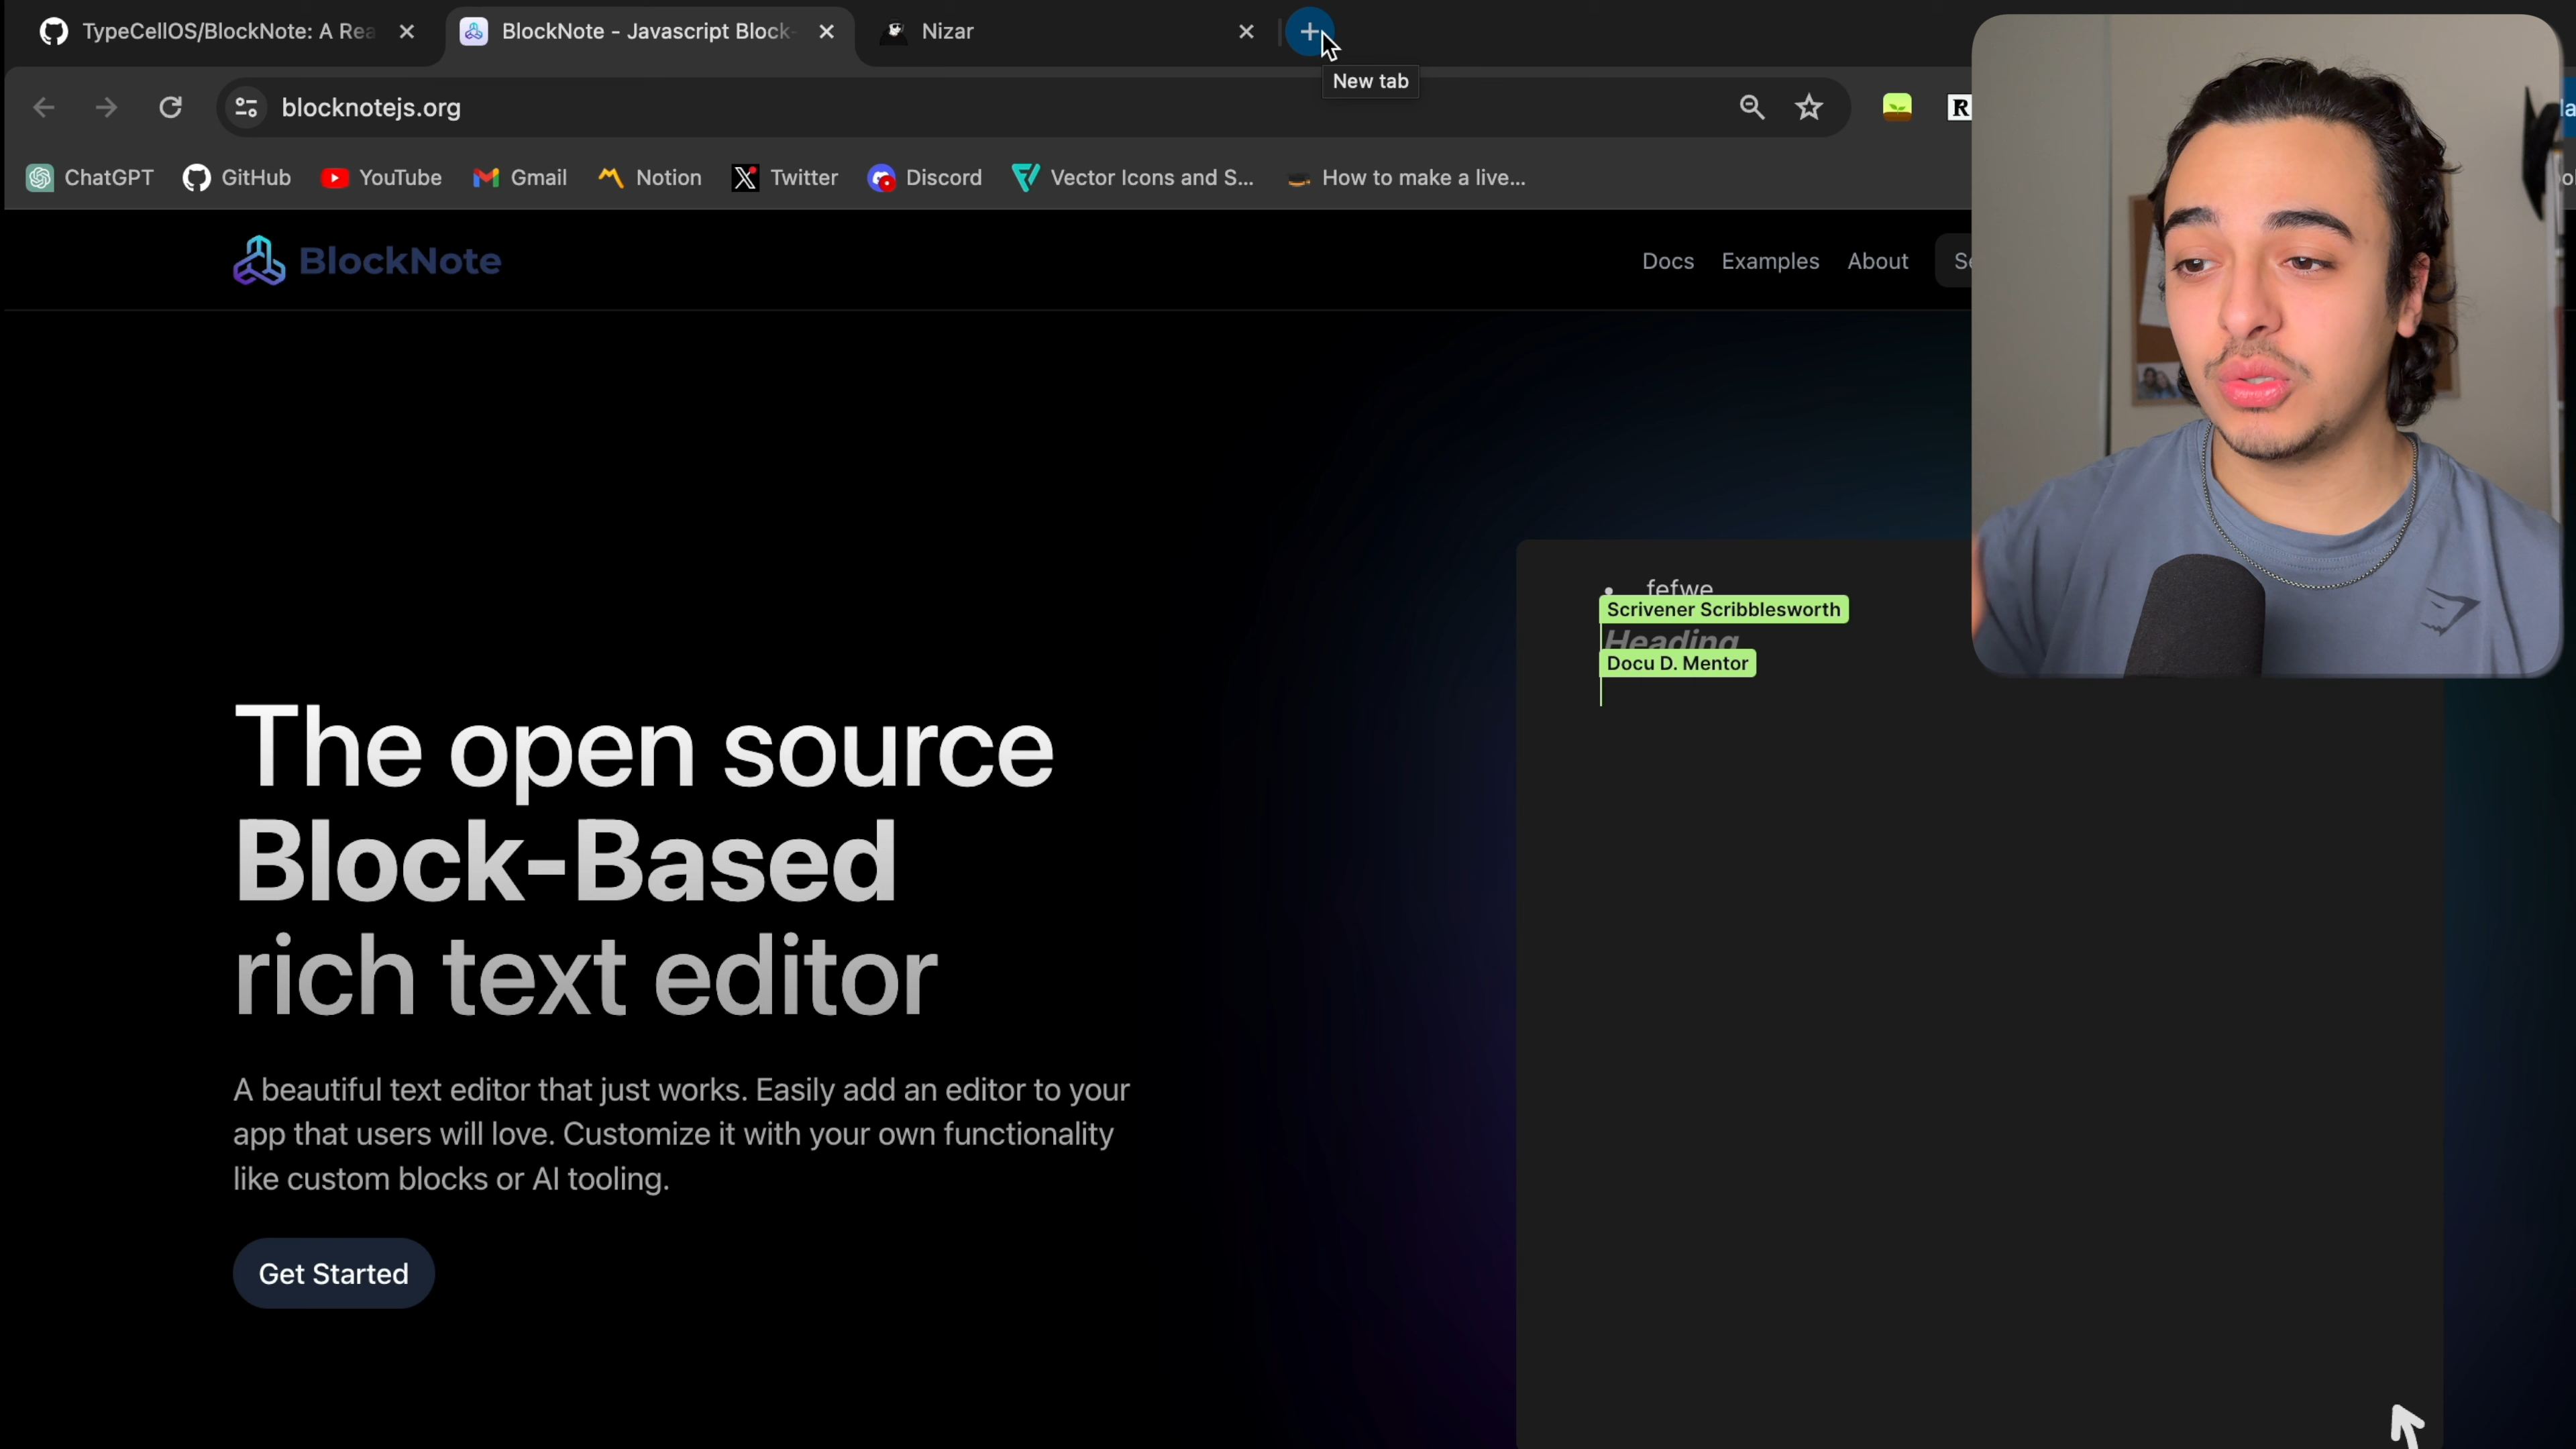 TypeCellOS/BlockNote: A Rea
BlockNote - Javascript Block-
Nizar
New tab
blocknotejs.org
R
ChatGPT
GitHub
YouTube
Gmail
Notion
Twitter
Discord
Vector Icons and S...
How to make a live...
BlockNote
Docs
Examples
About
fefwe
Scrivener Scribblesworth
Heading
Docu D. Mentor
The open source
Block-Based
rich text editor
A beautiful text editor that just works. Easily add an editor to your
app that users will love. Customize it with your own functionality
like custom blocks or AI tooling.
Get Started